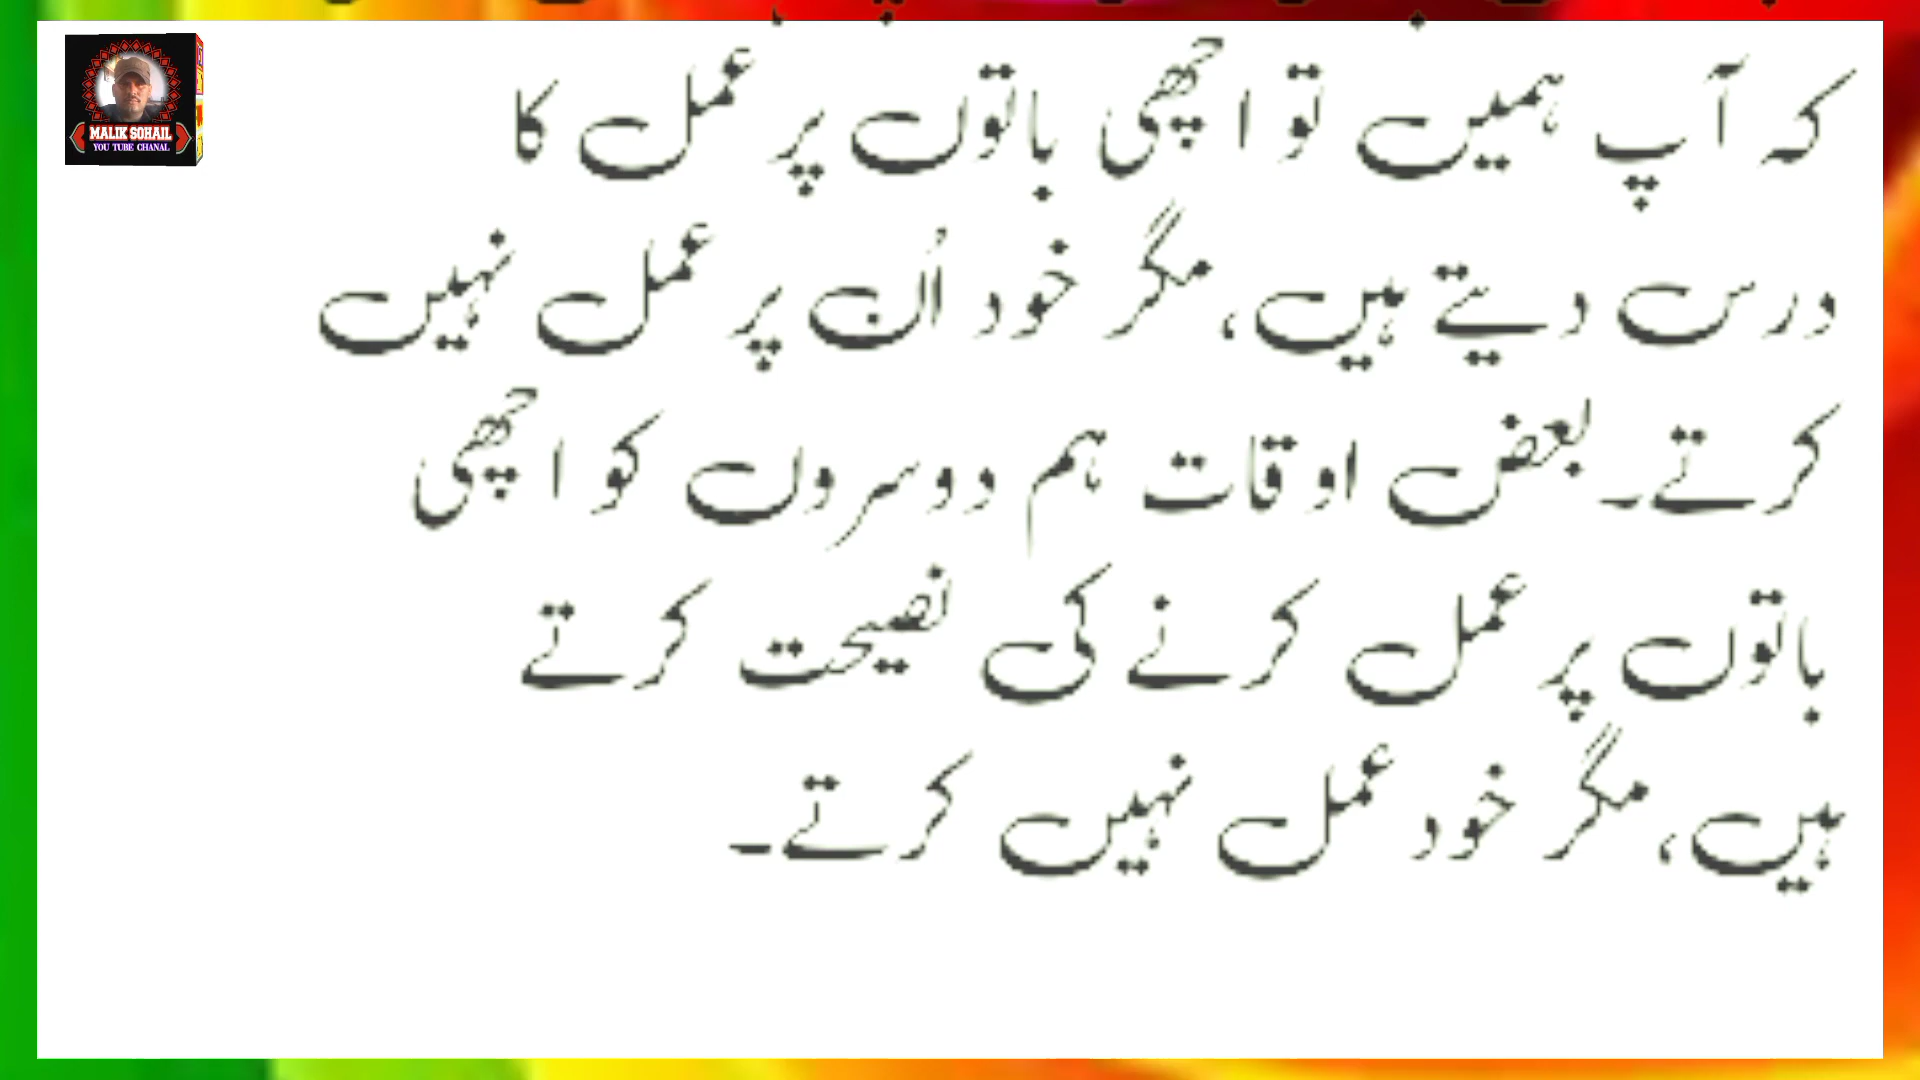 MALIK SOHAIL
YOU TUBE CHANAL
کہ آپ ہمیں تو اچھی باتوں پر عمل کا
درس دیتے ہیں، مگر خود اُن پر عمل نہیں
کرتے۔ بعض اوقات ہم دوسروں کو اچھی
باتوں پر عمل کرنے کی نصیحت کرتے
ہیں، مگر خود عمل نہیں کرتے۔